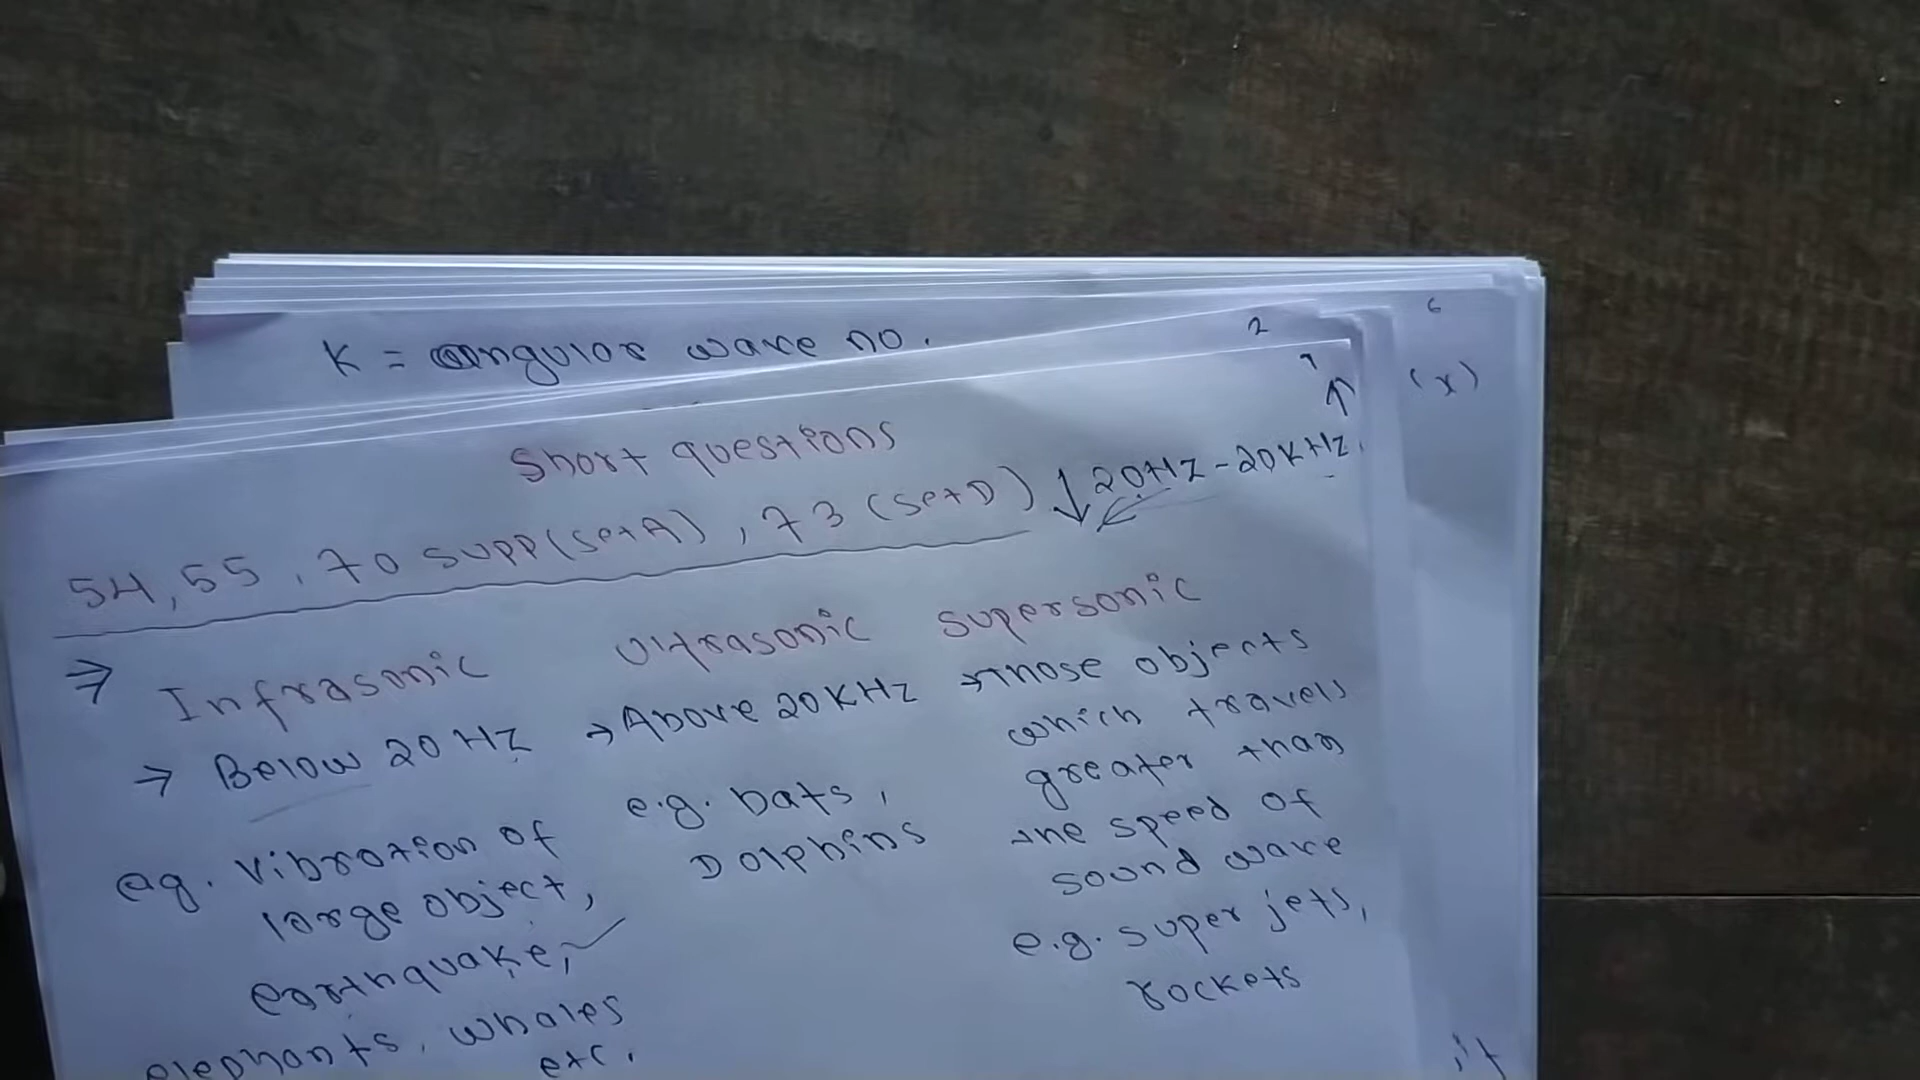 K = angular wave no.
2
6
(x)
Short questions
54, 55, 70 supp (Set A), 73 (Set D) ↓ 20Hz - 20KHz.
⇒ Infrasonic Ultrasonic Supersonic
→ Below 20 Hz → Above 20 KHz → Those objects
which travels
greater than
the speed of
sound wave
e.g. super jets,
rockets
e.g. bats,
Dolphins
eg. Vibration of
large object,
earthquake,
elephants, whales
etc.